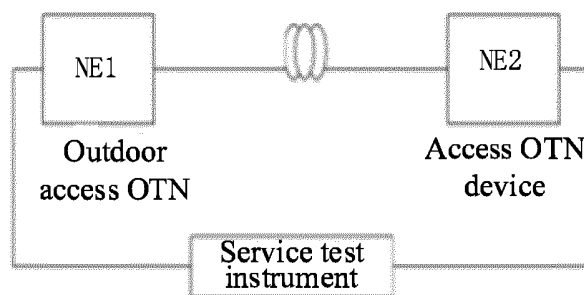 NE1
NE2
Outdoor
access OTN
Access OTN
device
Service test
instrument